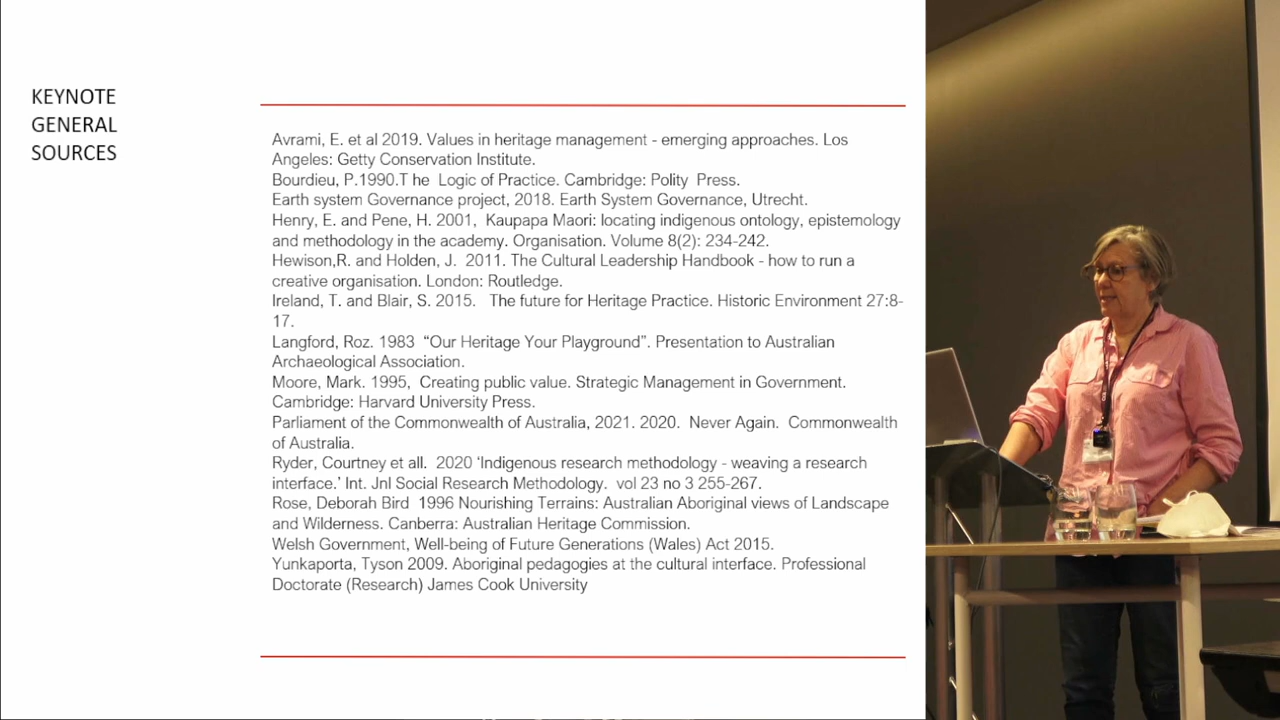 KEYNOTE
GENERAL
SOURCES
Avrami, E. et al 2019. Values in heritage management - emerging approaches. Los
Angeles: Getty Conservation Institute.
Bourdieu, P.1990.T he  Logic of Practice. Cambridge: Polity  Press.
Earth system Governance project, 2018. Earth System Governance, Utrecht.
Henry, E. and Pene, H. 2001,  Kaupapa Maori: locating indigenous ontology, epistemology
and methodology in the academy. Organisation. Volume 8(2): 234-242.
Hewison,R. and Holden, J.  2011. The Cultural Leadership Handbook - how to run a
creative organisation. London: Routledge.
Ireland, T. and Blair, S. 2015.   The future for Heritage Practice. Historic Environment 27:8-
17.
Langford, Roz. 1983  “Our Heritage Your Playground”. Presentation to Australian
Archaeological Association.
Moore, Mark. 1995,  Creating public value. Strategic Management in Government.
Cambridge: Harvard University Press.
Parliament of the Commonwealth of Australia, 2021. 2020.  Never Again.  Commonwealth
of Australia.
Ryder, Courtney et all.  2020 ‘Indigenous research methodology - weaving a research
interface.’ Int. Jnl Social Research Methodology.  vol 23 no 3 255-267.
Rose, Deborah Bird  1996 Nourishing Terrains: Australian Aboriginal views of Landscape
and Wilderness. Canberra: Australian Heritage Commission.
Welsh Government, Well-being of Future Generations (Wales) Act 2015.
Yunkaporta, Tyson 2009. Aboriginal pedagogies at the cultural interface. Professional
Doctorate (Research) James Cook University